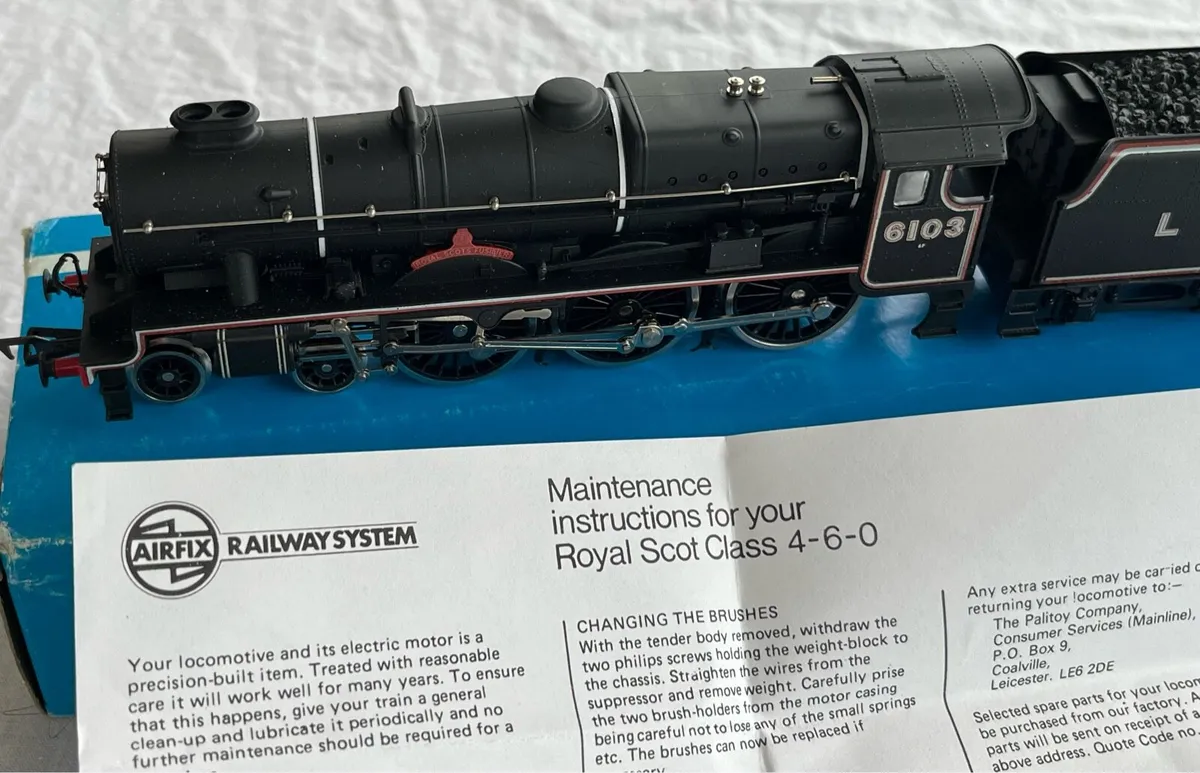 ROYAL SCOTS FUSILIER
6103
L
AIRFIX RAILWAY SYSTEM
Maintenance
instructions for your
Royal Scot Class 4-6-0
Your locomotive and its electric motor is a
precision-built item. Treated with reasonable
care it will work well for many years. To ensure
that this happens, give your train a general
clean-up and lubricate it periodically and no
further maintenance should be required for a
CHANGING THE BRUSHES
With the tender body removed, withdraw the
two philips screws holding the weight-block to
the chassis. Straighten the wires from the
suppressor and remove weight. Carefully prise
the two brush-holders from the motor casing
being careful not to lose any of the small springs
etc. The brushes can now be replaced if
Any extra service may be carried
returning your locomotive to:—
The Palitoy Company,
Consumer Services (Mainline),
P.O. Box 9,
Coalville,
Leicester. LE6 2DE
Selected spare parts for your
be purchased from our factory.
parts will be sent on receipt of
above address. Quote Code no